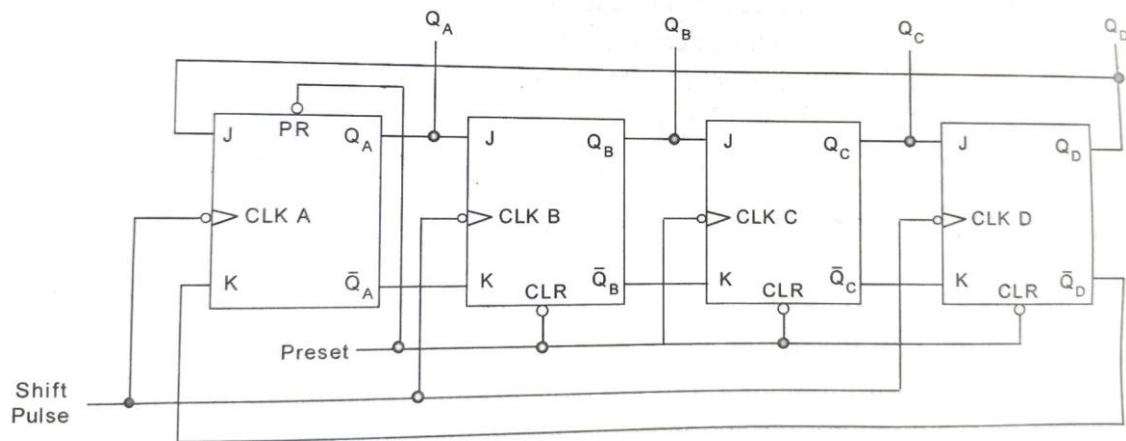 Q_A Q_B Q_C Q_D
J PR Q_A J Q_B J Q_C J Q_D
CLK A CLK B CLK C CLK D
K Q̄_A K CLR Q̄_B K CLR Q̄_C K CLR Q̄_D
Preset
Shift
Pulse